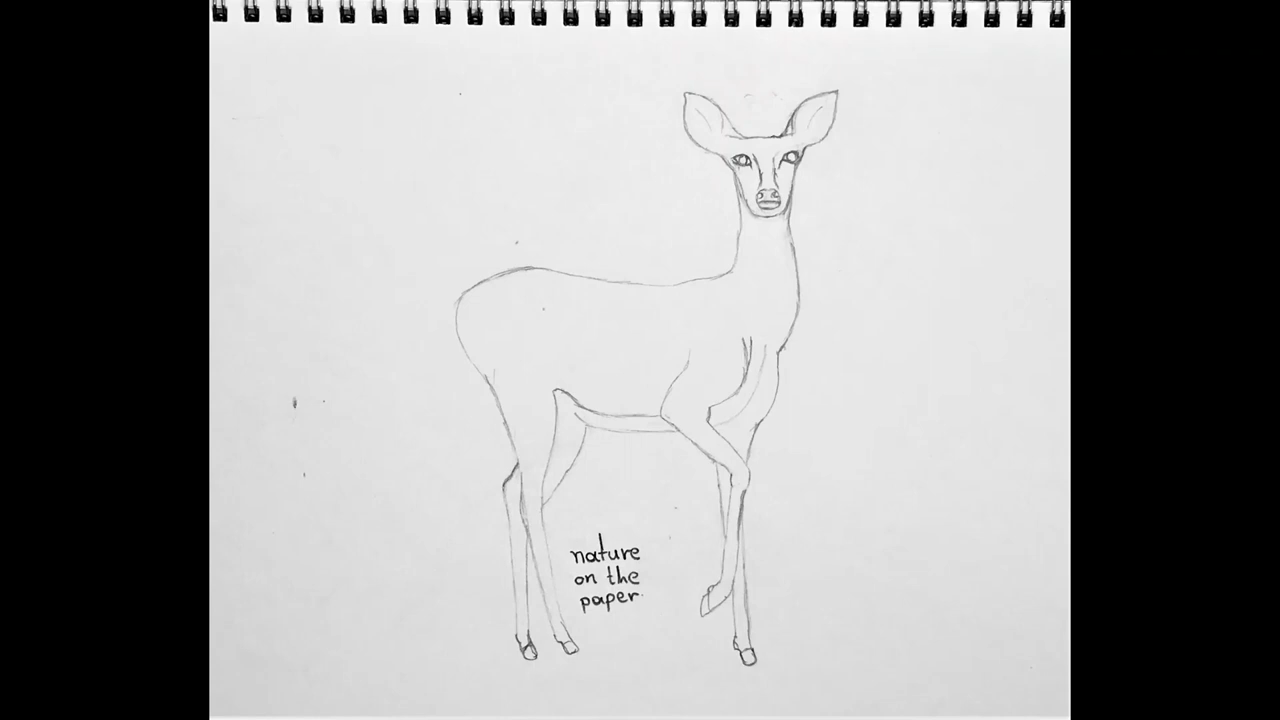 nature
on the
paper.